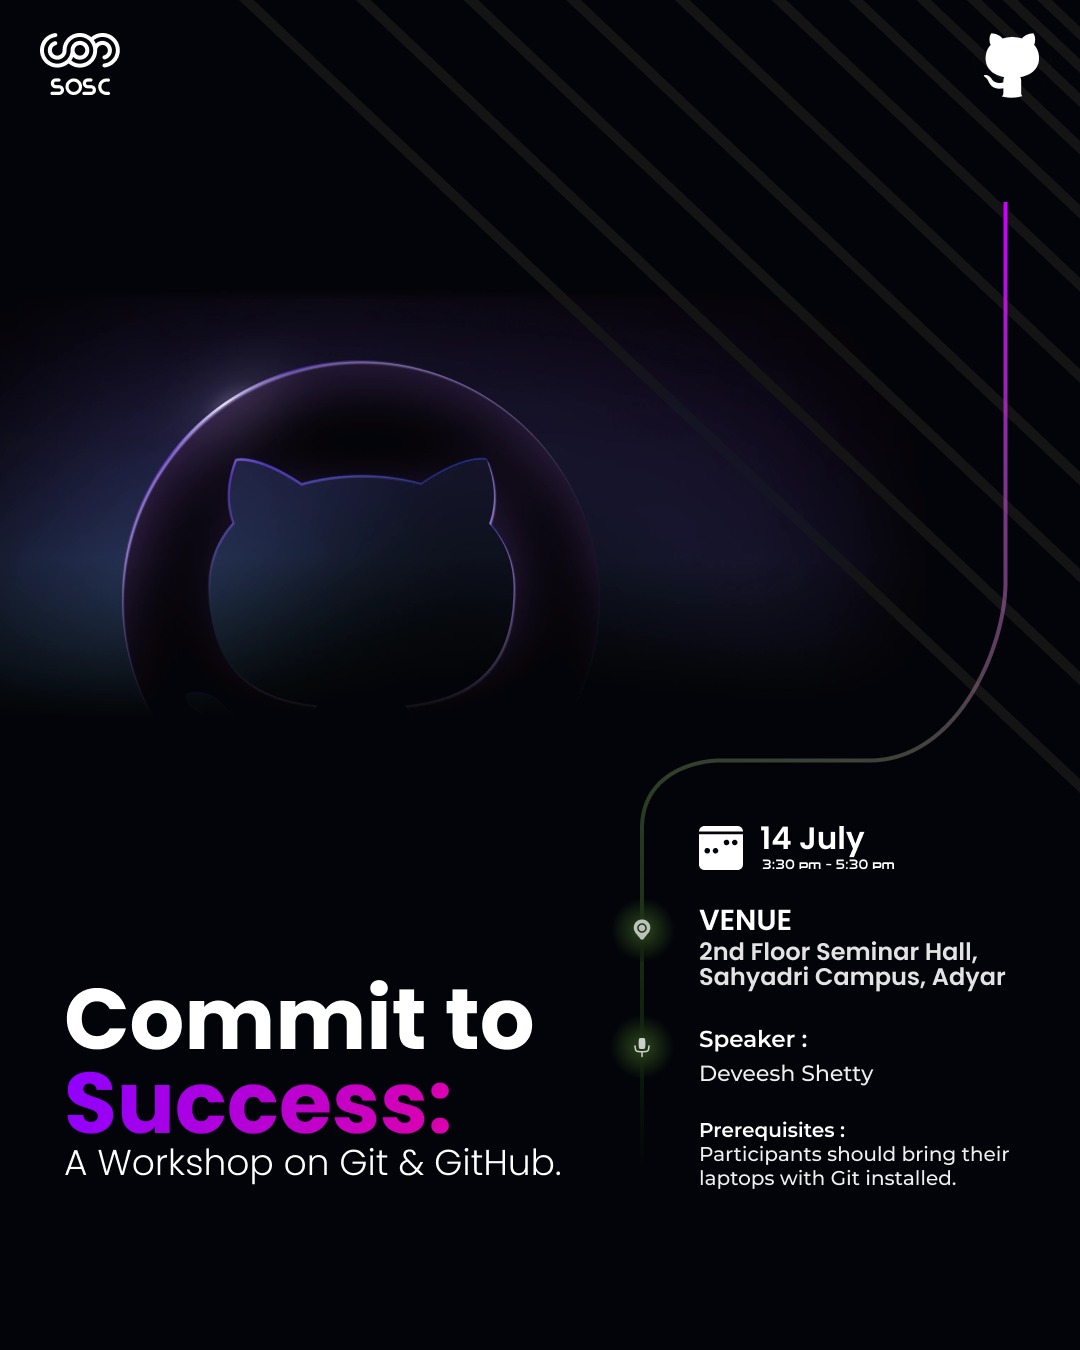 SOSC
14 July
3:30 pm - 5:30 pm
VENUE
2nd Floor Seminar Hall,
Sahyadri Campus, Adyar
Speaker :
Deveesh Shetty
Prerequisites :
Participants should bring their
laptops with Git installed.
Commit to
Success:
A Workshop on Git & GitHub.